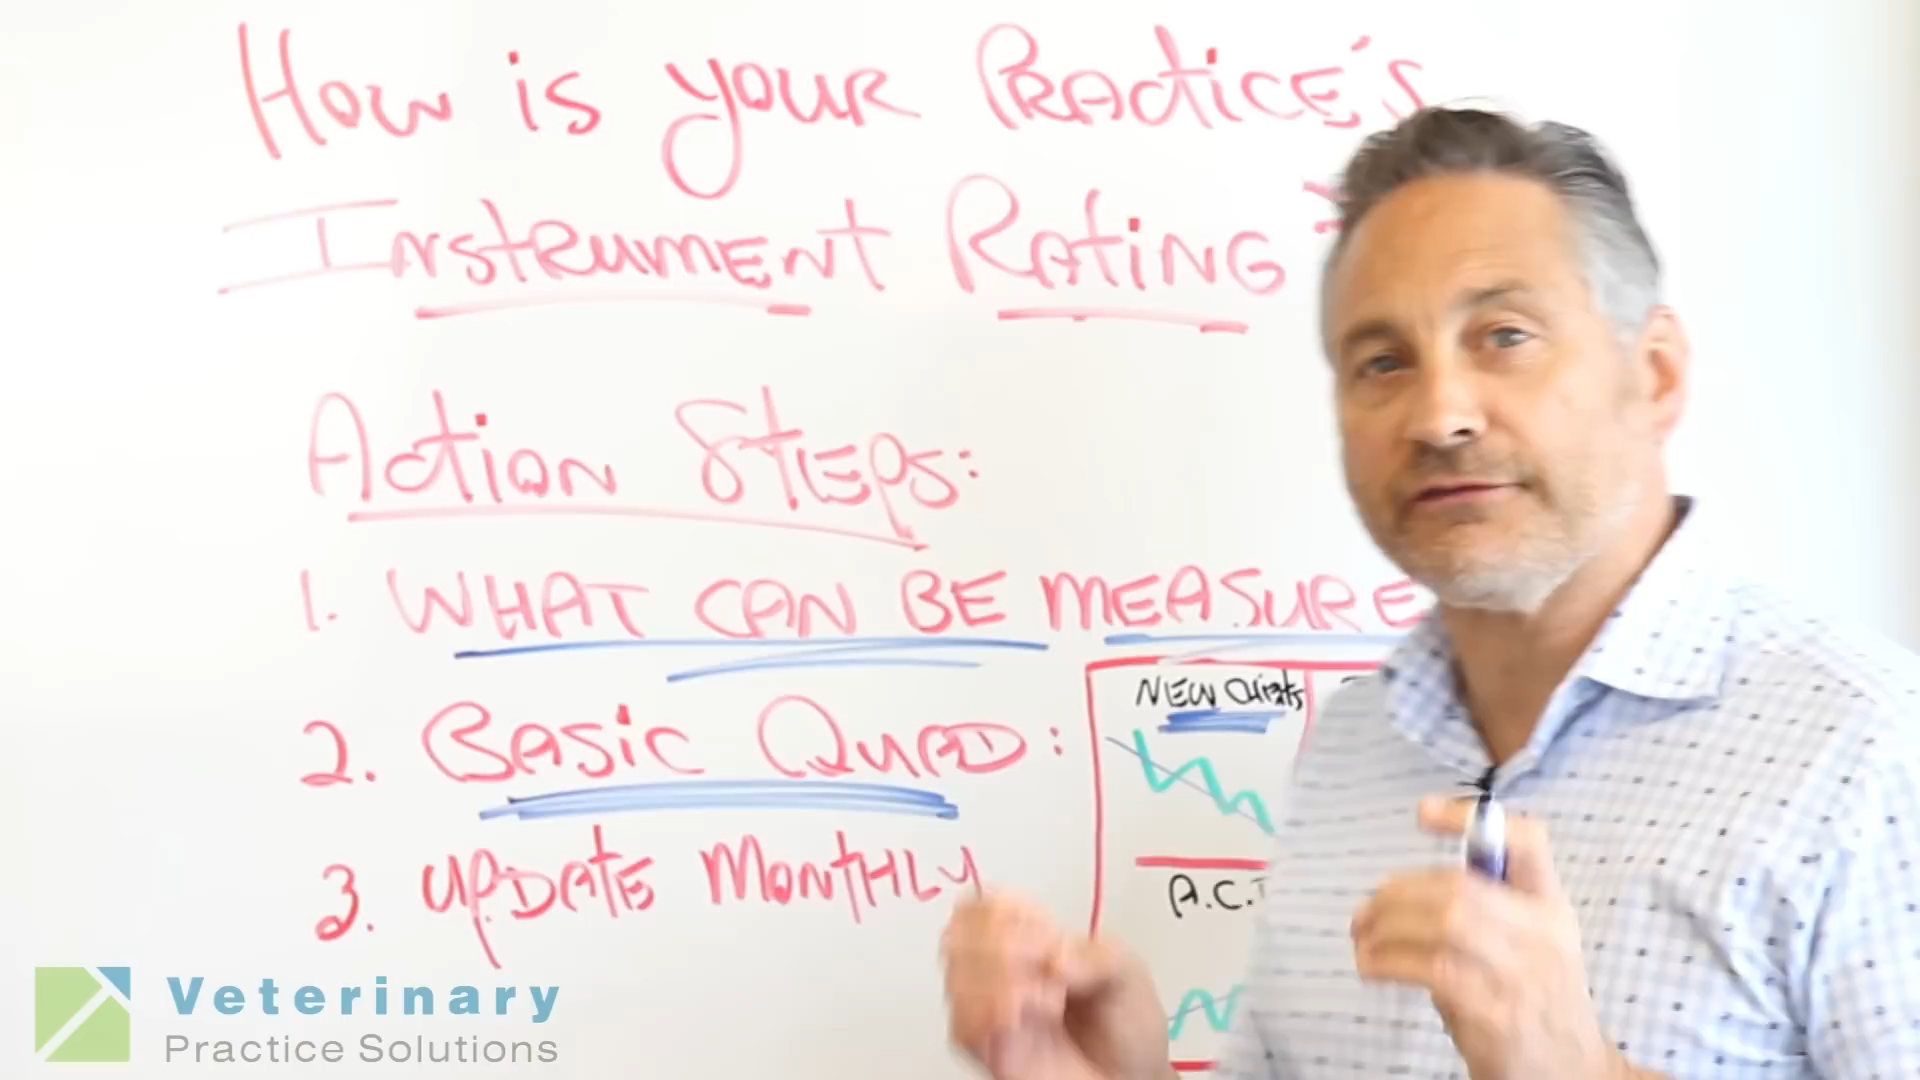 How is your Practice's
Instrument Rating ?
Action Steps:
1. WHAT CAN BE MEASURE
2. Basic Quad:
NEW Clients
3. Update Monthly
A.C.T
Veterinary
Practice Solutions